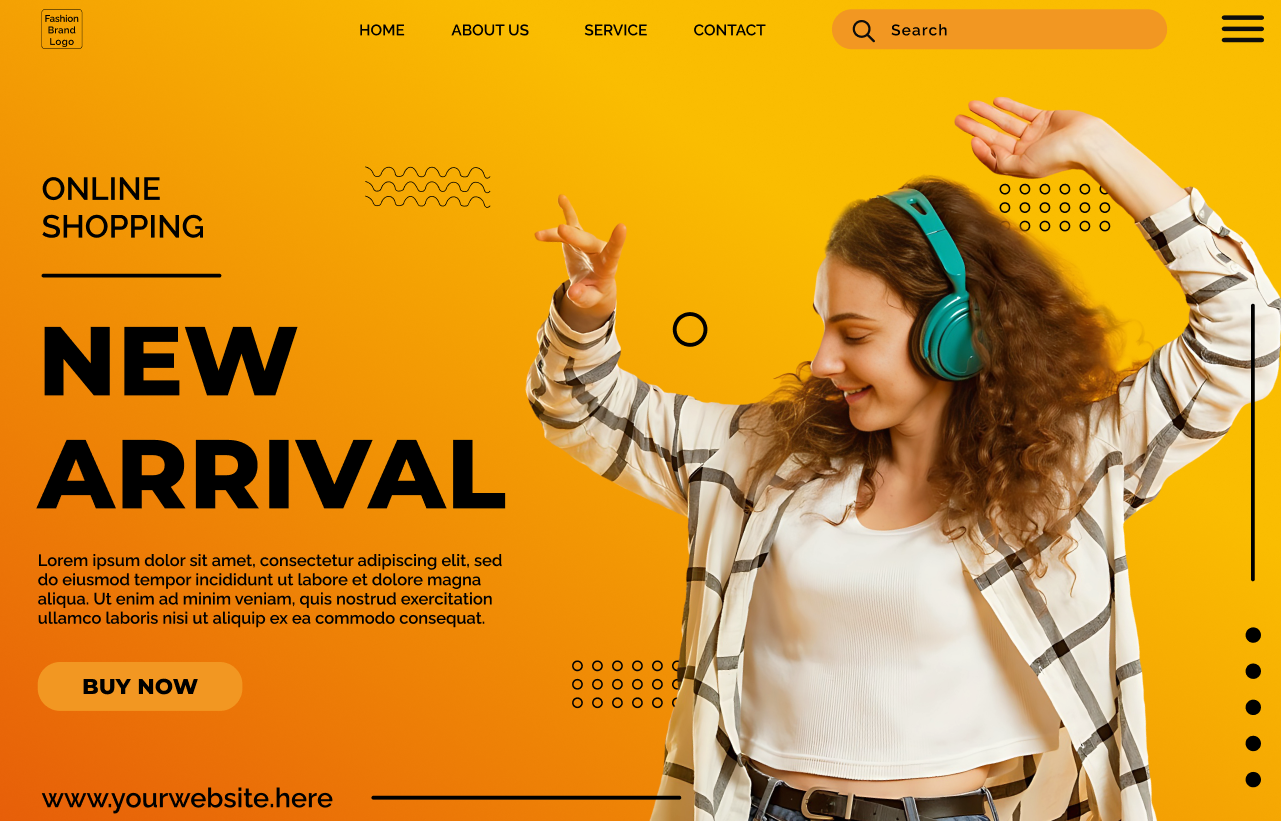 Fashion
Brand
Logo
HOME ABOUT US SERVICE CONTACT Search
ONLINE
SHOPPING
NEW
ARRIVAL
Lorem ipsum dolor sit amet, consectetur adipiscing elit, sed
do eiusmod tempor incididunt ut labore et dolore magna
aliqua. Ut enim ad minim veniam, quis nostrud exercitation
ullamco laboris nisi ut aliquip ex ea commodo consequat.
BUY NOW
www.yourwebsite.here